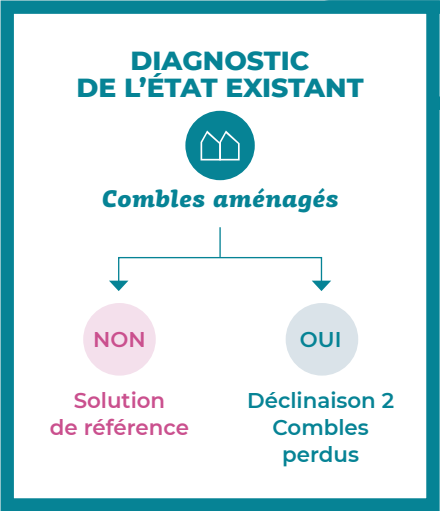 DIAGNOSTIC
DE L’ÉTAT EXISTANT
Combles aménagés
NON
Solution
de référence
OUI
Déclinaison 2
Combles
perdus